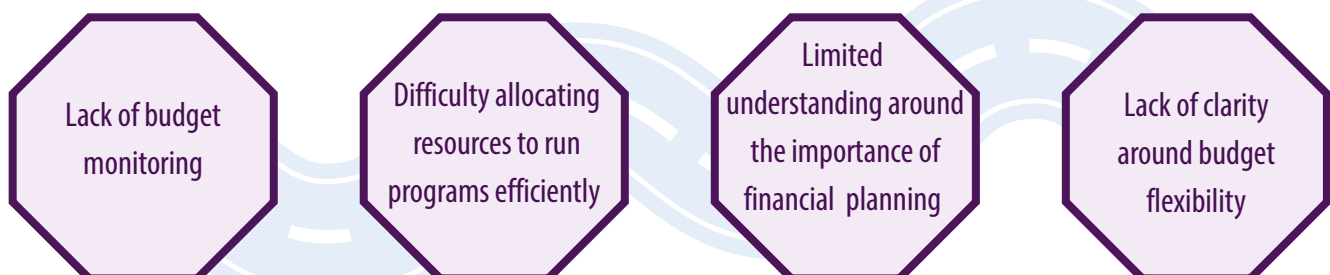 Lack of budget
monitoring
Difficulty allocating
resources to run
programs efficiently
Limited
understanding around
the importance of
financial planning
Lack of clarity
around budget
flexibility